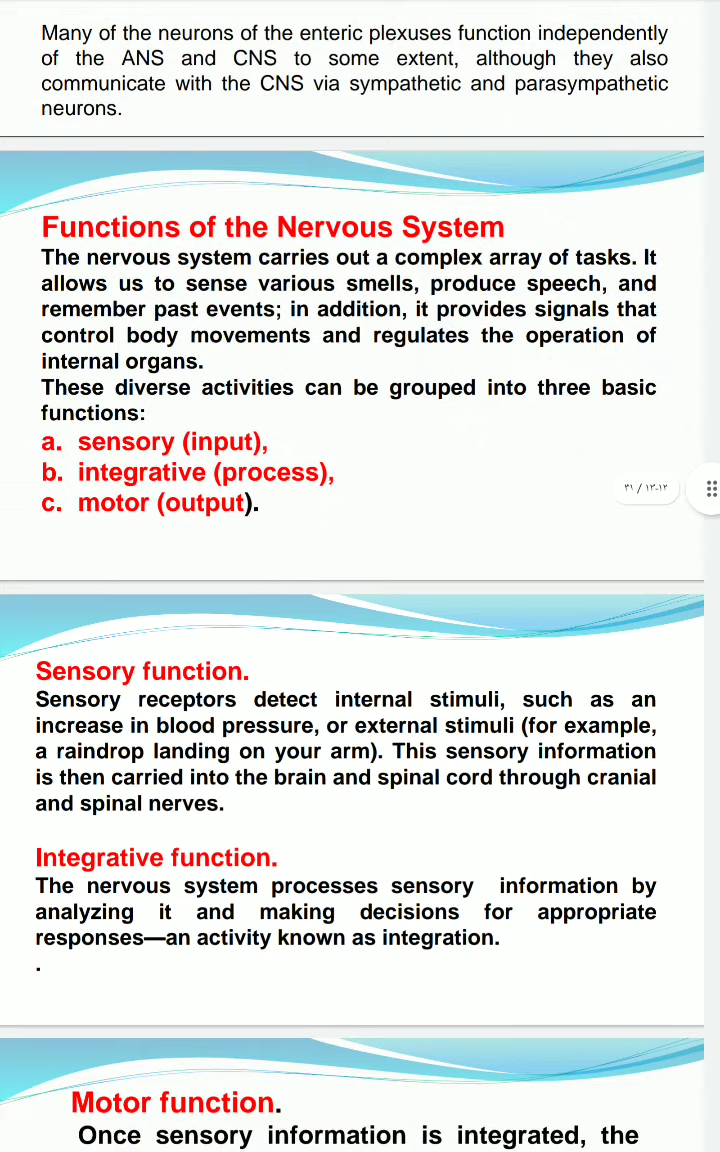 Many of the neurons of the enteric plexuses function independently
of the ANS and CNS to some extent, although they also
communicate with the CNS via sympathetic and parasympathetic
neurons.
Functions of the Nervous System
The nervous system carries out a complex array of tasks. It
allows us to sense various smells, produce speech, and
remember past events; in addition, it provides signals that
control body movements and regulates the operation of
internal organs.
These diverse activities can be grouped into three basic
functions:
a. sensory (input),
b. integrative (process),
c. motor (output).
٣١ / ١٢-١٣
Sensory function.
Sensory receptors detect internal stimuli, such as an
increase in blood pressure, or external stimuli (for example,
a raindrop landing on your arm). This sensory information
is then carried into the brain and spinal cord through cranial
and spinal nerves.
Integrative function.
The nervous system processes sensory information by
analyzing it and making decisions for appropriate
responses—an activity known as integration.
.
Motor function.
Once sensory information is integrated, the